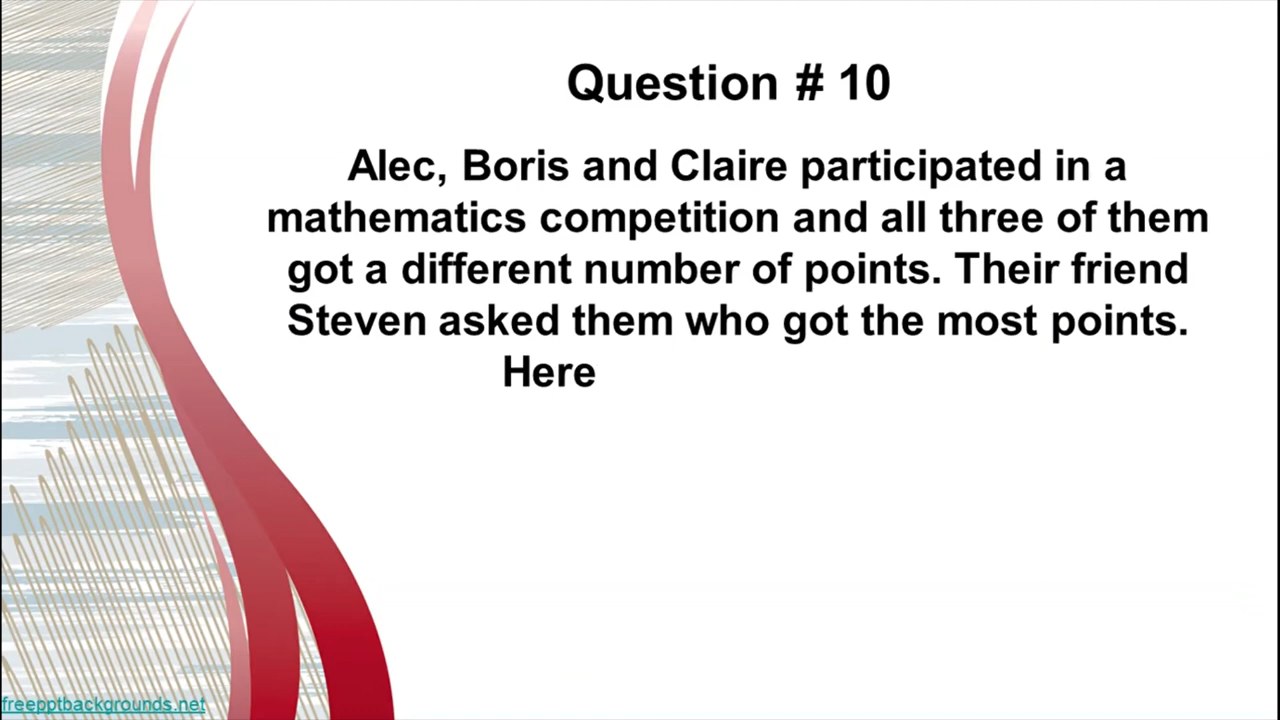 Question # 10
Alec, Boris and Claire participated in a
mathematics competition and all three of them
got a different number of points. Their friend
Steven asked them who got the most points.
Here
freepptbackgrounds.net